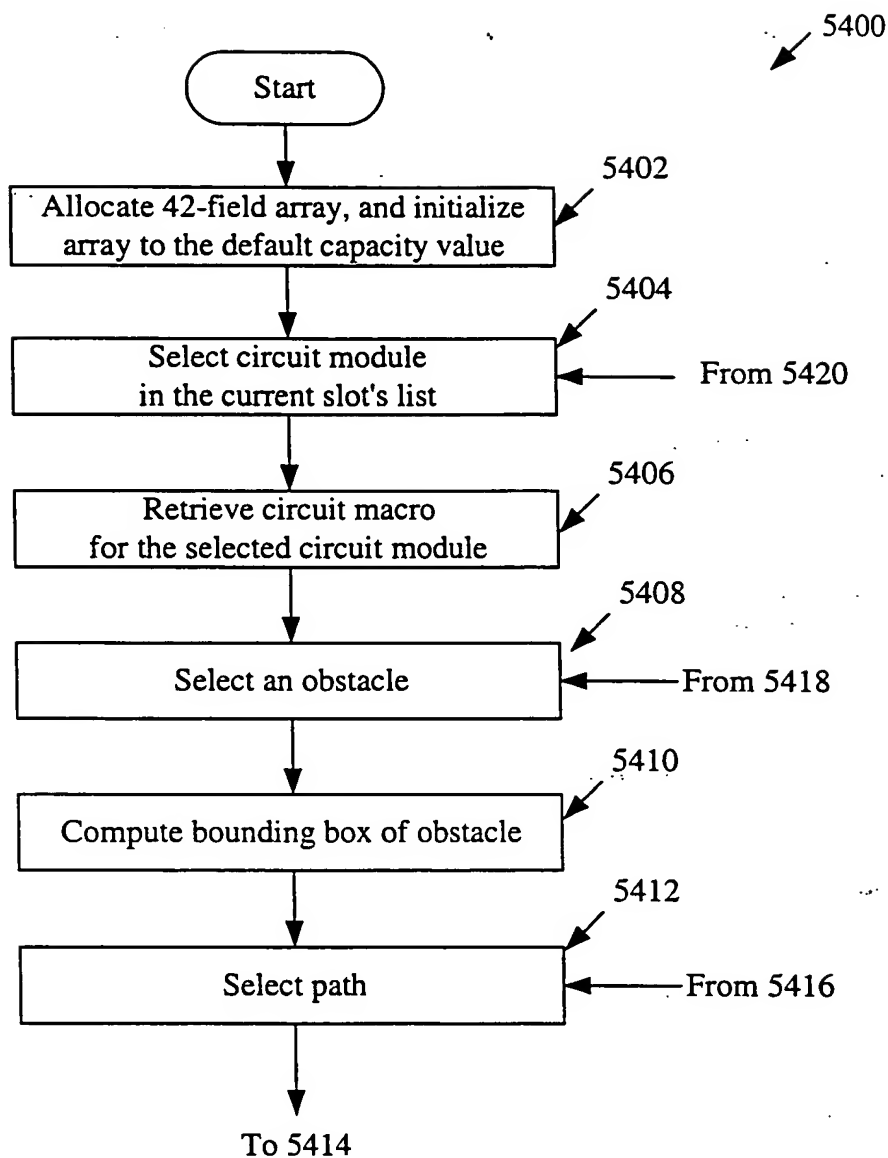 5400
Start
5402
Allocate 42-field array, and initialize
array to the default capacity value
5404
Select circuit module
in the current slot's list
From 5420
5406
Retrieve circuit macro
for the selected circuit module
5408
Select an obstacle
From 5418
5410
Compute bounding box of obstacle
5412
Select path
From 5416
To 5414